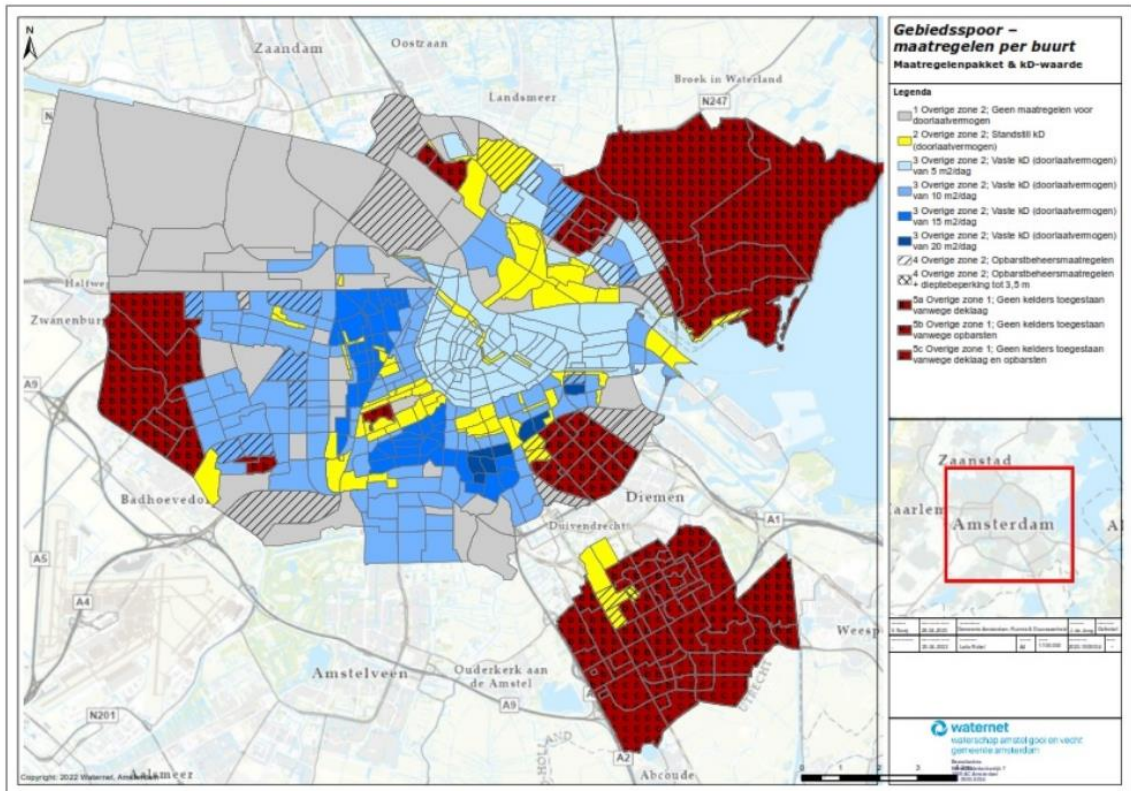 Gebiedsspoor –
maatregelen per buurt
Maatregelenpakket & kD-waarde
Legenda
1 Overige zone 2; Geen maatregelen voor
doorlaatvermogen
2 Overige zone 2; Standstill kD
(doorlaatvermogen)
3 Overige zone 2; Vaste kD (doorlaatvermogen)
van 5 m2/dag
3 Overige zone 2; Vaste kD (doorlaatvermogen)
van 10 m2/dag
3 Overige zone 2; Vaste kD (doorlaatvermogen)
van 15 m2/dag
3 Overige zone 2; Vaste kD (doorlaatvermogen)
van 20 m2/dag
4 Overige zone 2; Opbarstbeheersmaatregelen
4 Overige zone 2; Opbarstbeheersmaatregelen
+ dieptebeperking tot 3,5 m
5a Overige zone 1; Geen kelders toegestaan
vanwege deklaag
5b Overige zone 1; Geen kelders toegestaan
vanwege opbarsten
5c Overige zone 1; Geen kelders toegestaan
vanwege deklaag en opbarsten
N
Zaandam
Oostzaan
Landsmeer
Broek in Waterland
N247
Halfweg
Zwanenbur
A9
Badhoevedor
A5
A4
Diemen
Duivendrecht
A1
Weesp
Amstelveen
Ouderkerk aan
de Amstel
A9
N201
UTRECHT
HOLLAND
A2
Abcoude
Aalsmeer
Copyright: 2022 Waternet, Amsterdam
0 1 2 3
Zaanstad
aarlem
Amsterdam
waternet
waterschap amstel gooi en vecht
gemeente amsterdam